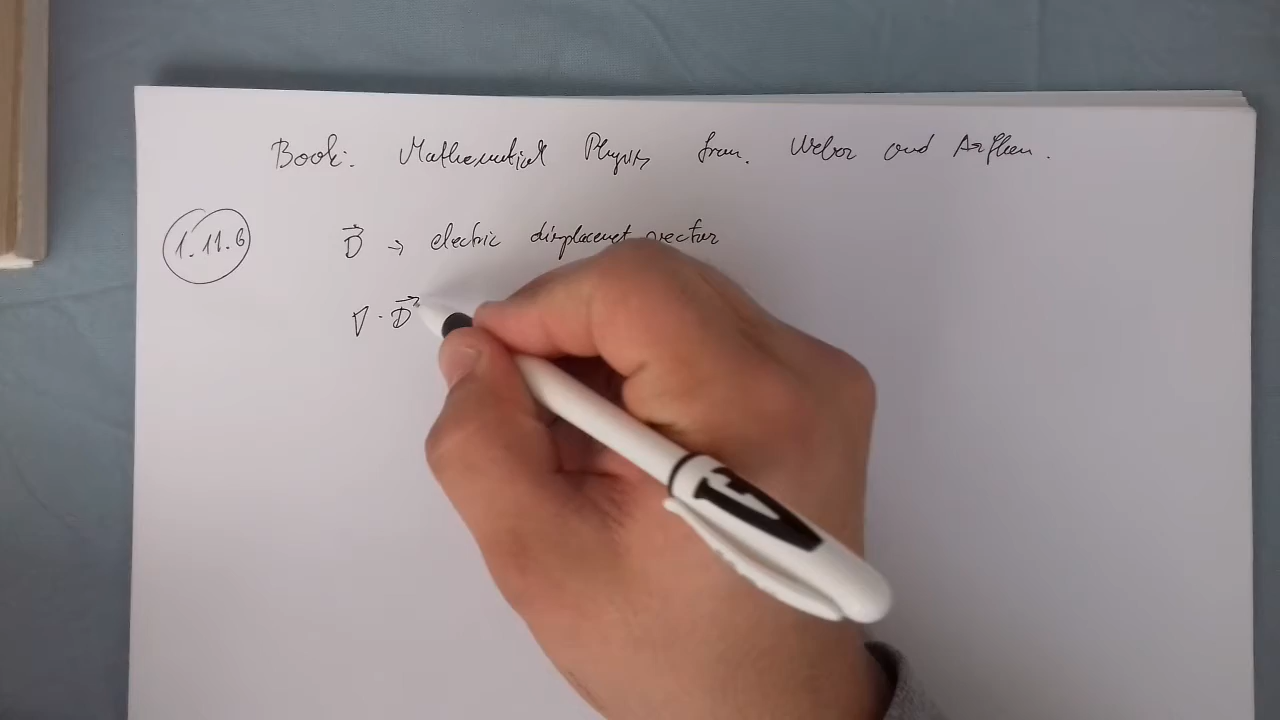 Book: Mathematical Physics from. Weber and Arfken.
1.11.6 D⃗ → electric displacement vector
∇ · D⃗